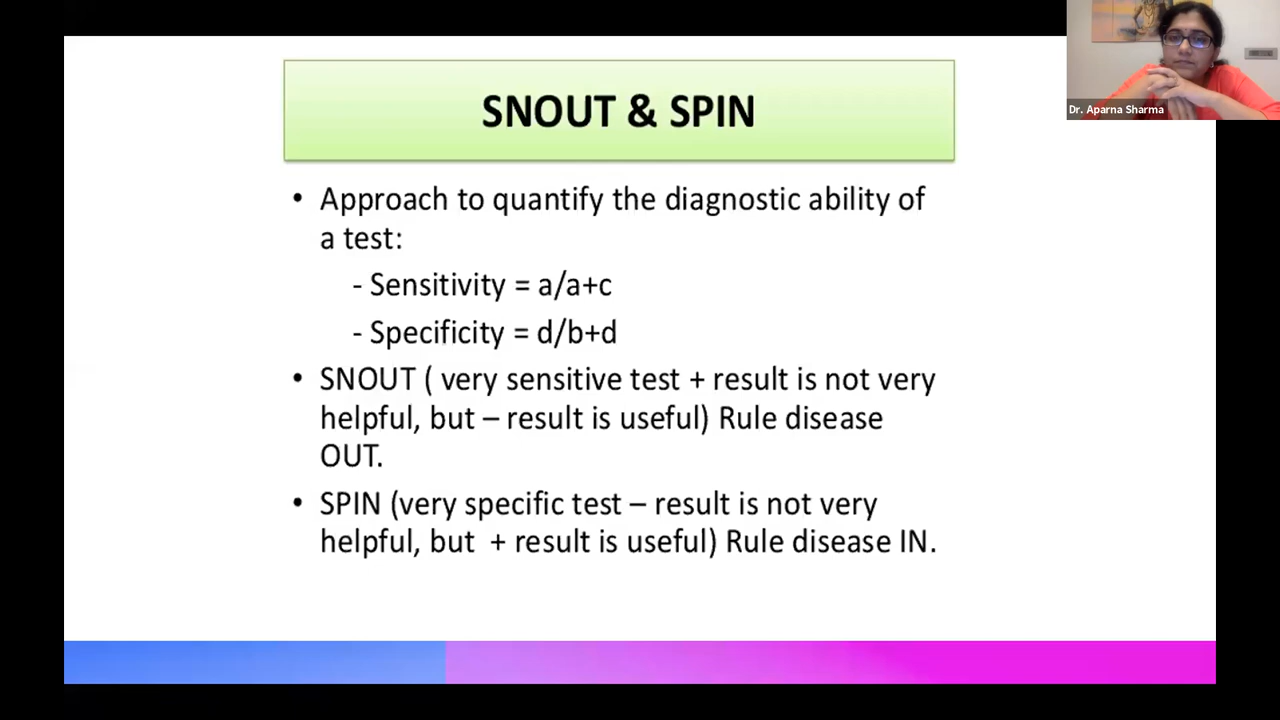 SNOUT & SPIN
Dr. Aparna Sharma
• Approach to quantify the diagnostic ability of
a test:
- Sensitivity = a/a+c
- Specificity = d/b+d
• SNOUT ( very sensitive test + result is not very
helpful, but – result is useful) Rule disease
OUT.
• SPIN (very specific test – result is not very
helpful, but + result is useful) Rule disease IN.